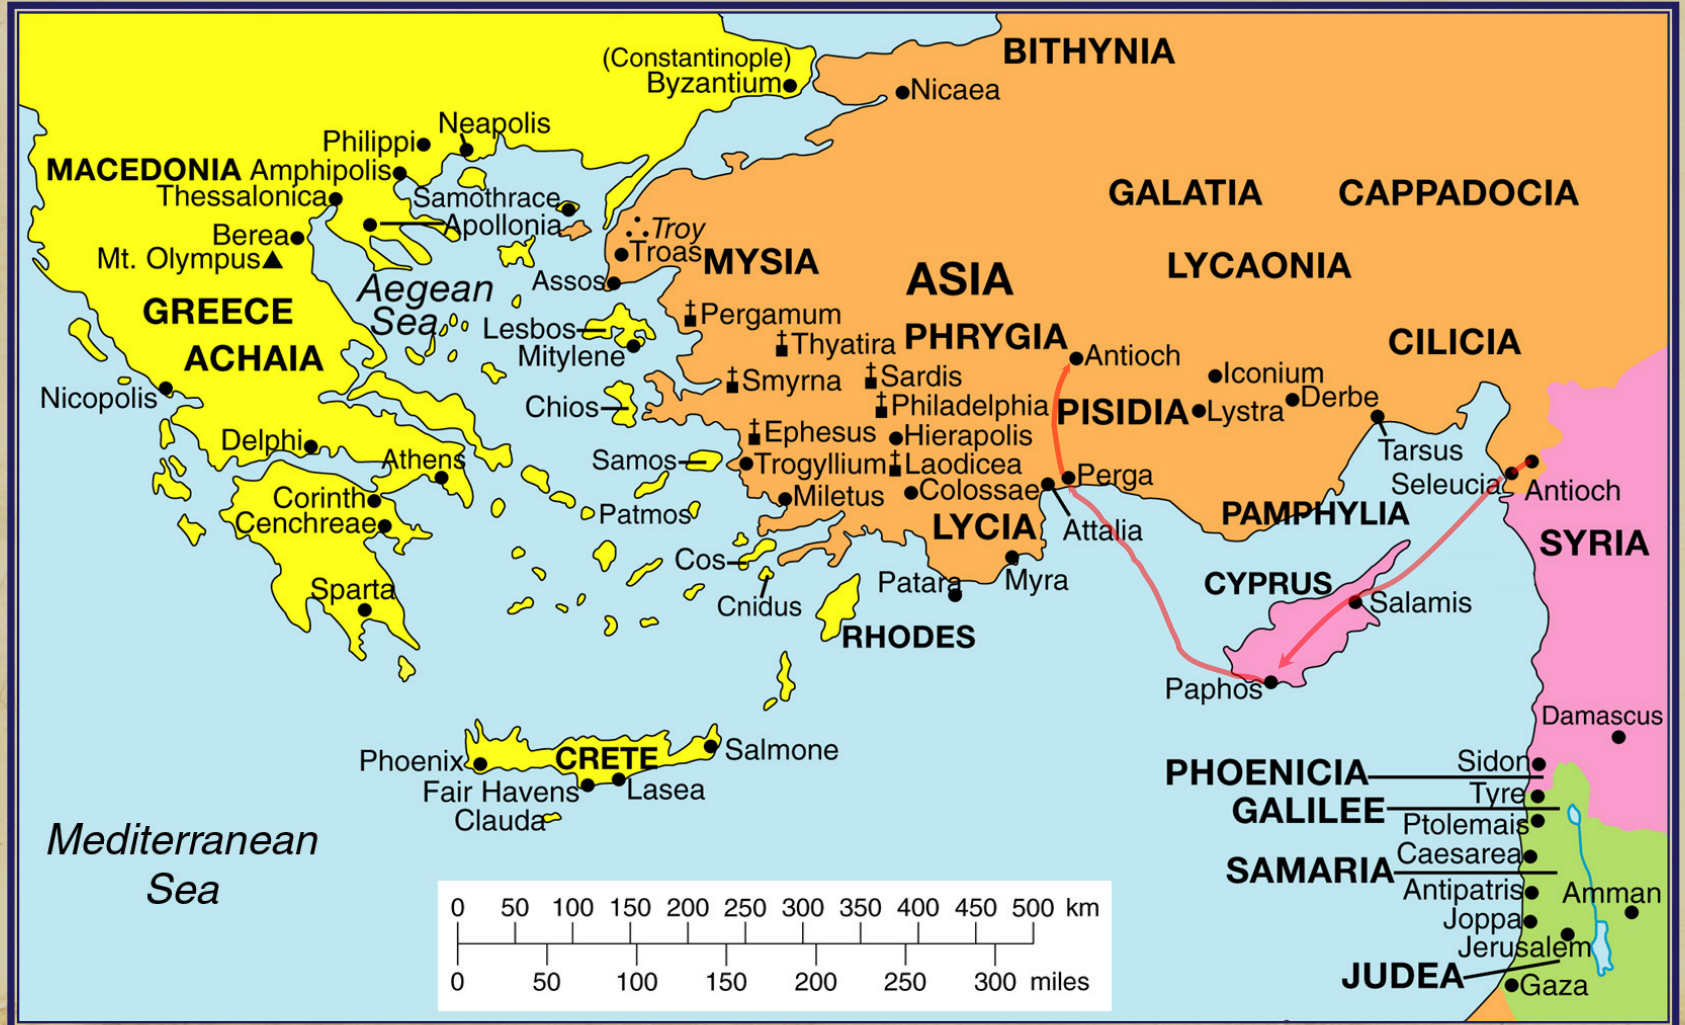 BITHYNIA
(Constantinople)
Byzantium
Nicaea
Neapolis
Philippi
MACEDONIA
Amphipolis
Thessalonica
Samothrace
Apollonia
GALATIA
CAPPADOCIA
Berea
Mt. Olympus
Troy
Troas
MYSIA
LYCAONIA
Aegean
Sea
Assos
ASIA
GREECE
Pergamum
Lesbos
Mitylene
Thyatira
PHRYGIA
Antioch
CILICIA
ACHAIA
Nicopolis
Smyrna
Sardis
Iconium
Chios
Philadelphia
PISIDIA
Lystra
Derbe
Delphi
Athens
Ephesus
Hierapolis
Tarsus
Samos
Trogyllium
Laodicea
Perga
Seleucia
Antioch
Corinth
Cenchreae
Patmos
Miletus
Colossae
LYCIA
Attalia
PAMPHYLIA
SYRIA
Cos
Cnidus
Patara
Myra
CYPRUS
Salamis
Sparta
RHODES
Paphos
Damascus
Phoenix
CRETE
Salmone
Fair Havens
Lasea
Clauda
PHOENICIA
Sidon
Tyre
GALILEE
Ptolemais
Mediterranean
Sea
SAMARIA
Caesarea
Antipatris
Amman
Joppa
Jerusalem
JUDEA
Gaza
0 50 100 150 200 250 300 350 400 450 500 km
0 50 100 150 200 250 300 miles